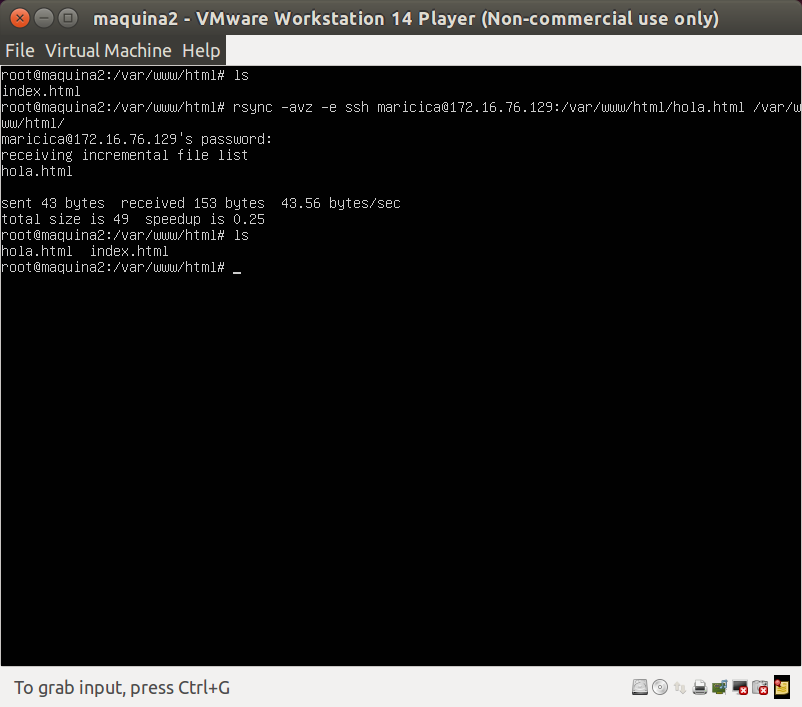 maquina2 - VMware Workstation 14 Player (Non-commercial use only)
File Virtual Machine Help
root@maquina2:/var/www/html# ls
index.html
root@maquina2:/var/www/html# rsync -avz -e ssh maricica@172.16.76.129:/var/www/html/hola.html /var/w
ww/html/
maricica@172.16.76.129's password:
receiving incremental file list
hola.html
sent 43 bytes  received 153 bytes  43.56 bytes/sec
total size is 49  speedup is 0.25
root@maquina2:/var/www/html# ls
hola.html  index.html
root@maquina2:/var/www/html# _
To grab input, press Ctrl+G